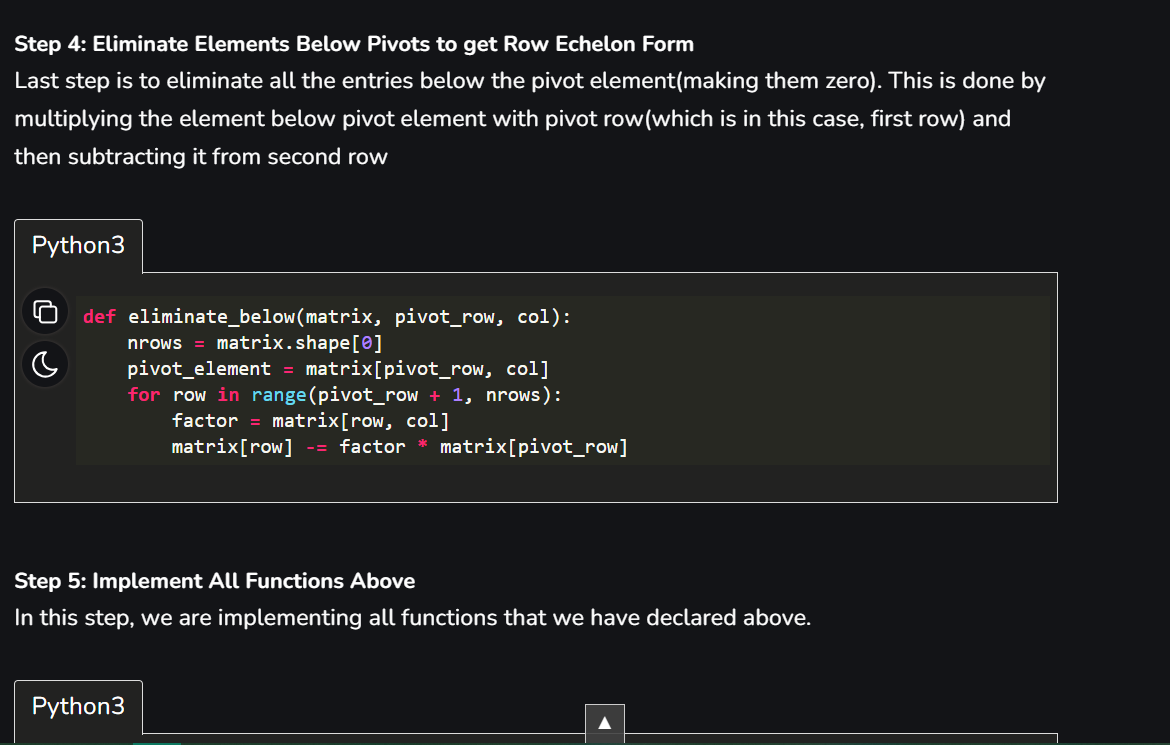 Step 4: Eliminate Elements Below Pivots to get Row Echelon Form
Last step is to eliminate all the entries below the pivot element(making them zero). This is done by
multiplying the element below pivot element with pivot row(which is in this case, first row) and
then subtracting it from second row
Python3
def eliminate_below(matrix, pivot_row, col):
    nrows = matrix.shape[0]
    pivot_element = matrix[pivot_row, col]
    for row in range(pivot_row + 1, nrows):
        factor = matrix[row, col]
        matrix[row] -= factor * matrix[pivot_row]
Step 5: Implement All Functions Above
In this step, we are implementing all functions that we have declared above.
Python3